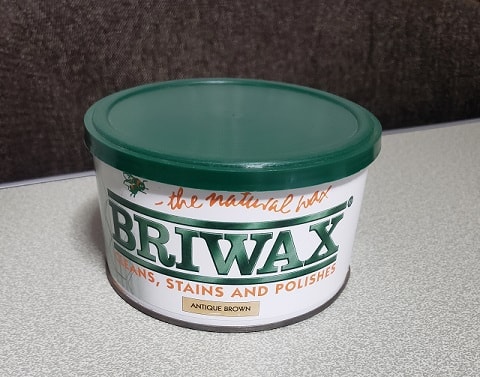 - the natural wax
BRIWAX®
CLEANS, STAINS AND POLISHES
ANTIQUE BROWN